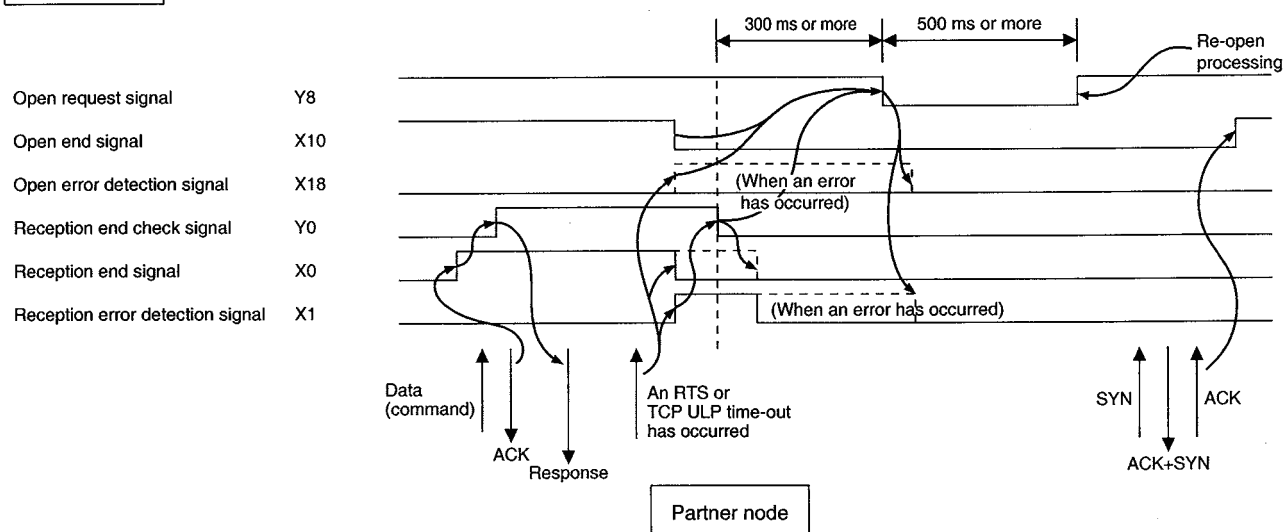 300 ms or more
500 ms or more
Re-open
processing
Open request signal Y8
Open end signal X10
Open error detection signal X18
(When an error
has occurred)
Reception end check signal Y0
Reception end signal X0
Reception error detection signal X1
(When an error has occurred)
Data
(command)
ACK
Response
An RTS or
TCP ULP time-out
has occurred
SYN
ACK
ACK+SYN
Partner node